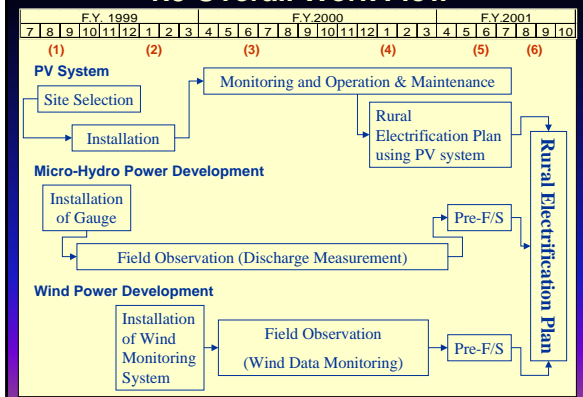 F.Y. 1999 F.Y.2000 F.Y.2001
7 8 9 10 11 12 1 2 3 4 5 6 7 8 9 10 11 12 1 2 3 4 5 6 7 8 9 10
(1) (2) (3) (4) (5) (6)
PV System
Monitoring and Operation & Maintenance
Site Selection
Installation
Rural
Electrification Plan
using PV system
Micro-Hydro Power Development
Installation
of Gauge
Pre-F/S
Field Observation (Discharge Measurement)
Wind Power Development
Installation
of Wind
Monitoring
System
Field Observation
(Wind Data Monitoring)
Pre-F/S
Rural Electrification Plan